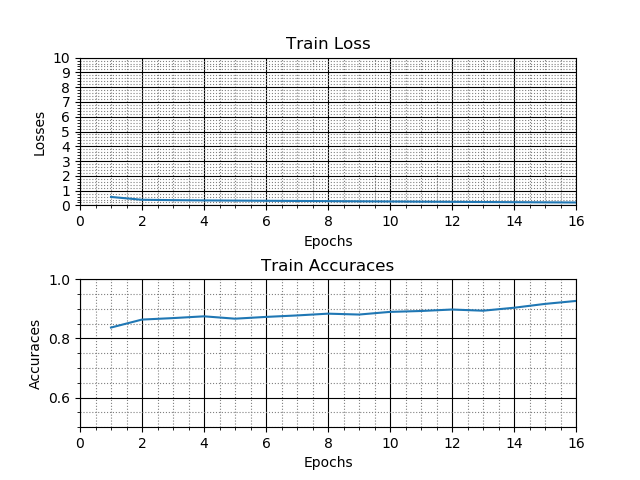 Train Loss
10
9
8
7
6
5
4
3
2
1
0
Losses
0 2 4 6 8 10 12 14 16
Epochs
Train Accuraces
1.0
0.8
0.6
Accuraces
0 2 4 6 8 10 12 14 16
Epochs